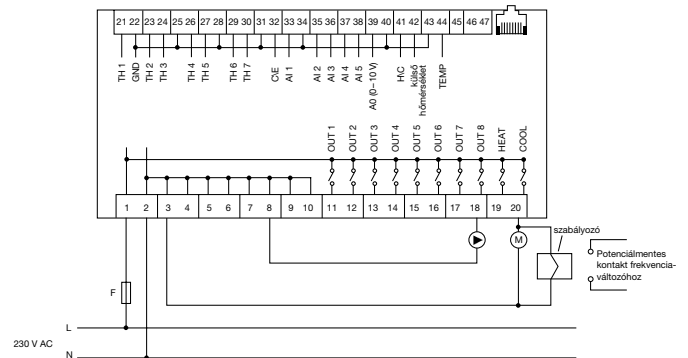 21 22 23 24 25 26 27 28 29 30 31 32 33 34 35 36 37 38 39 40 41 42 43 44 45 46 47
TH 1
GND
TH 2
TH 3
TH 4
TH 5
TH 6
TH 7
C\E
AI 1
AI 2
AI 3
AI 4
AI 5
A0 (0–10 V)
H\C
külső
hőmérséklet
TEMP
OUT 1
OUT 2
OUT 3
OUT 4
OUT 5
OUT 6
OUT 7
OUT 8
HEAT
COOL
1 2 3 4 5 6 7 8 9 10 11 12 13 14 15 16 17 18 19 20
szabályozó
M
Potenciálmentes
kontakt frekvencia-
változóhoz
F
L
230 V AC
N